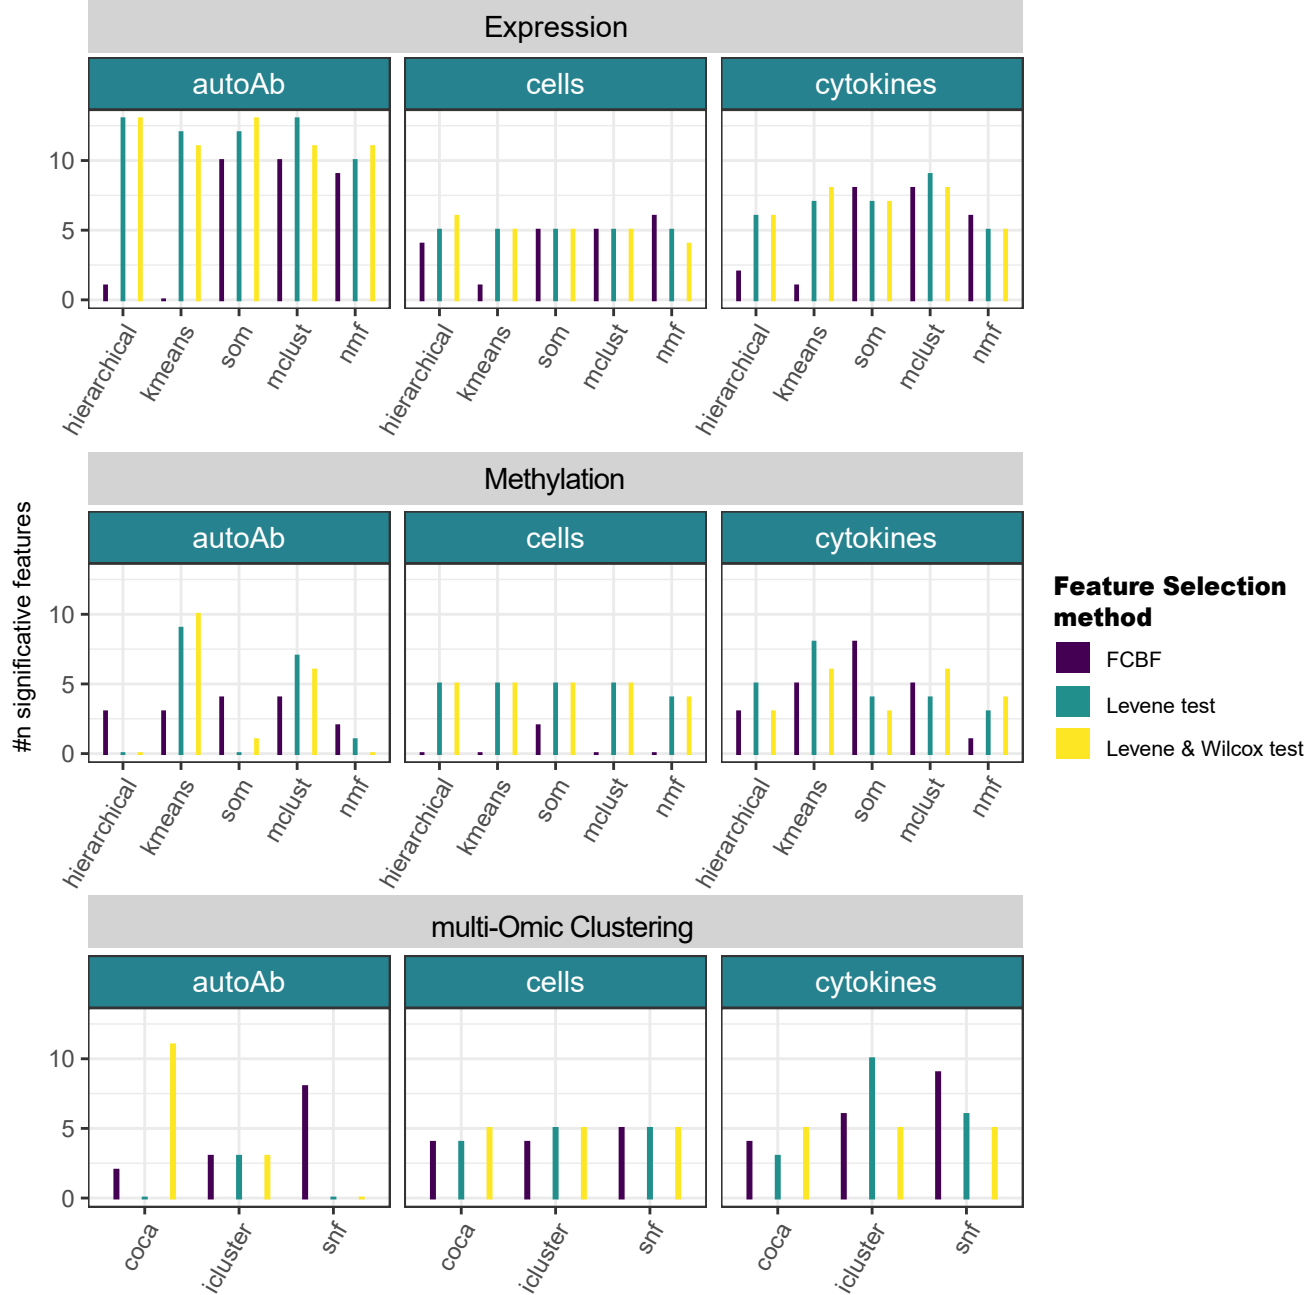 Expression
autoAb cells cytokines
10
5
0
hierarchical kmeans som mclust nmf hierarchical kmeans som mclust nmf hierarchical kmeans som mclust nmf
Methylation
autoAb cells cytokines
#n significative features
10
5
0
hierarchical kmeans som mclust nmf hierarchical kmeans som mclust nmf hierarchical kmeans som mclust nmf
multi-Omic Clustering
autoAb cells cytokines
10
5
0
coca icluster snf coca icluster snf coca icluster snf
Feature Selection
method
FCBF
Levene test
Levene & Wilcox test